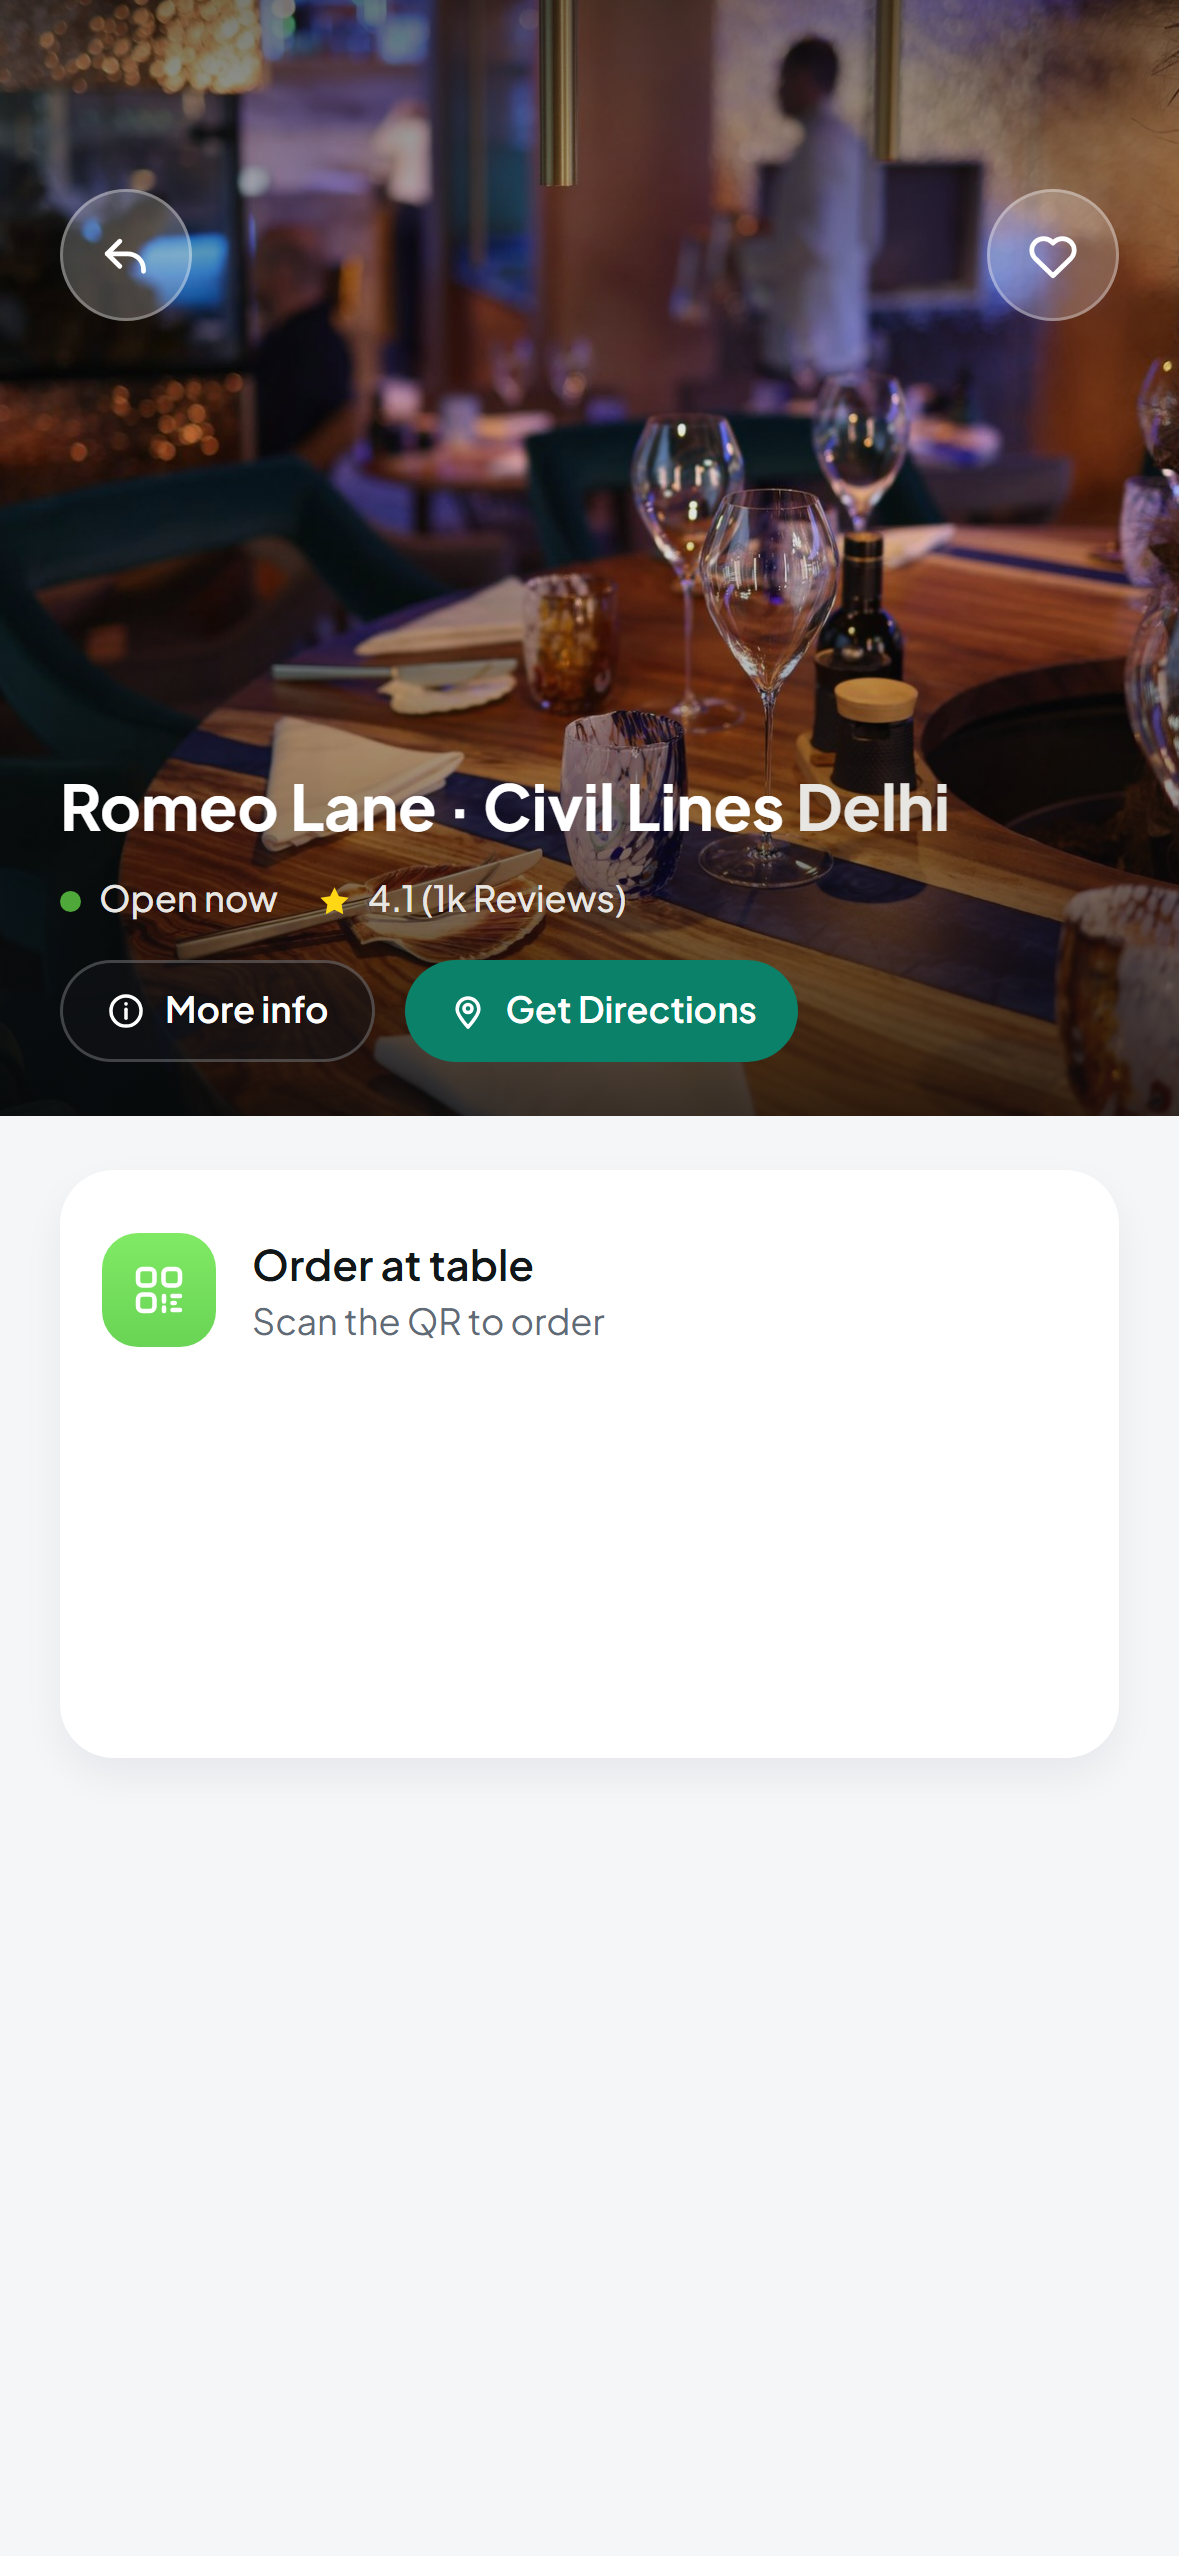 Romeo Lane · Civil Lines Delhi
Open now 4.1 (1k Reviews)
More info Get Directions
Order at table
Scan the QR to order